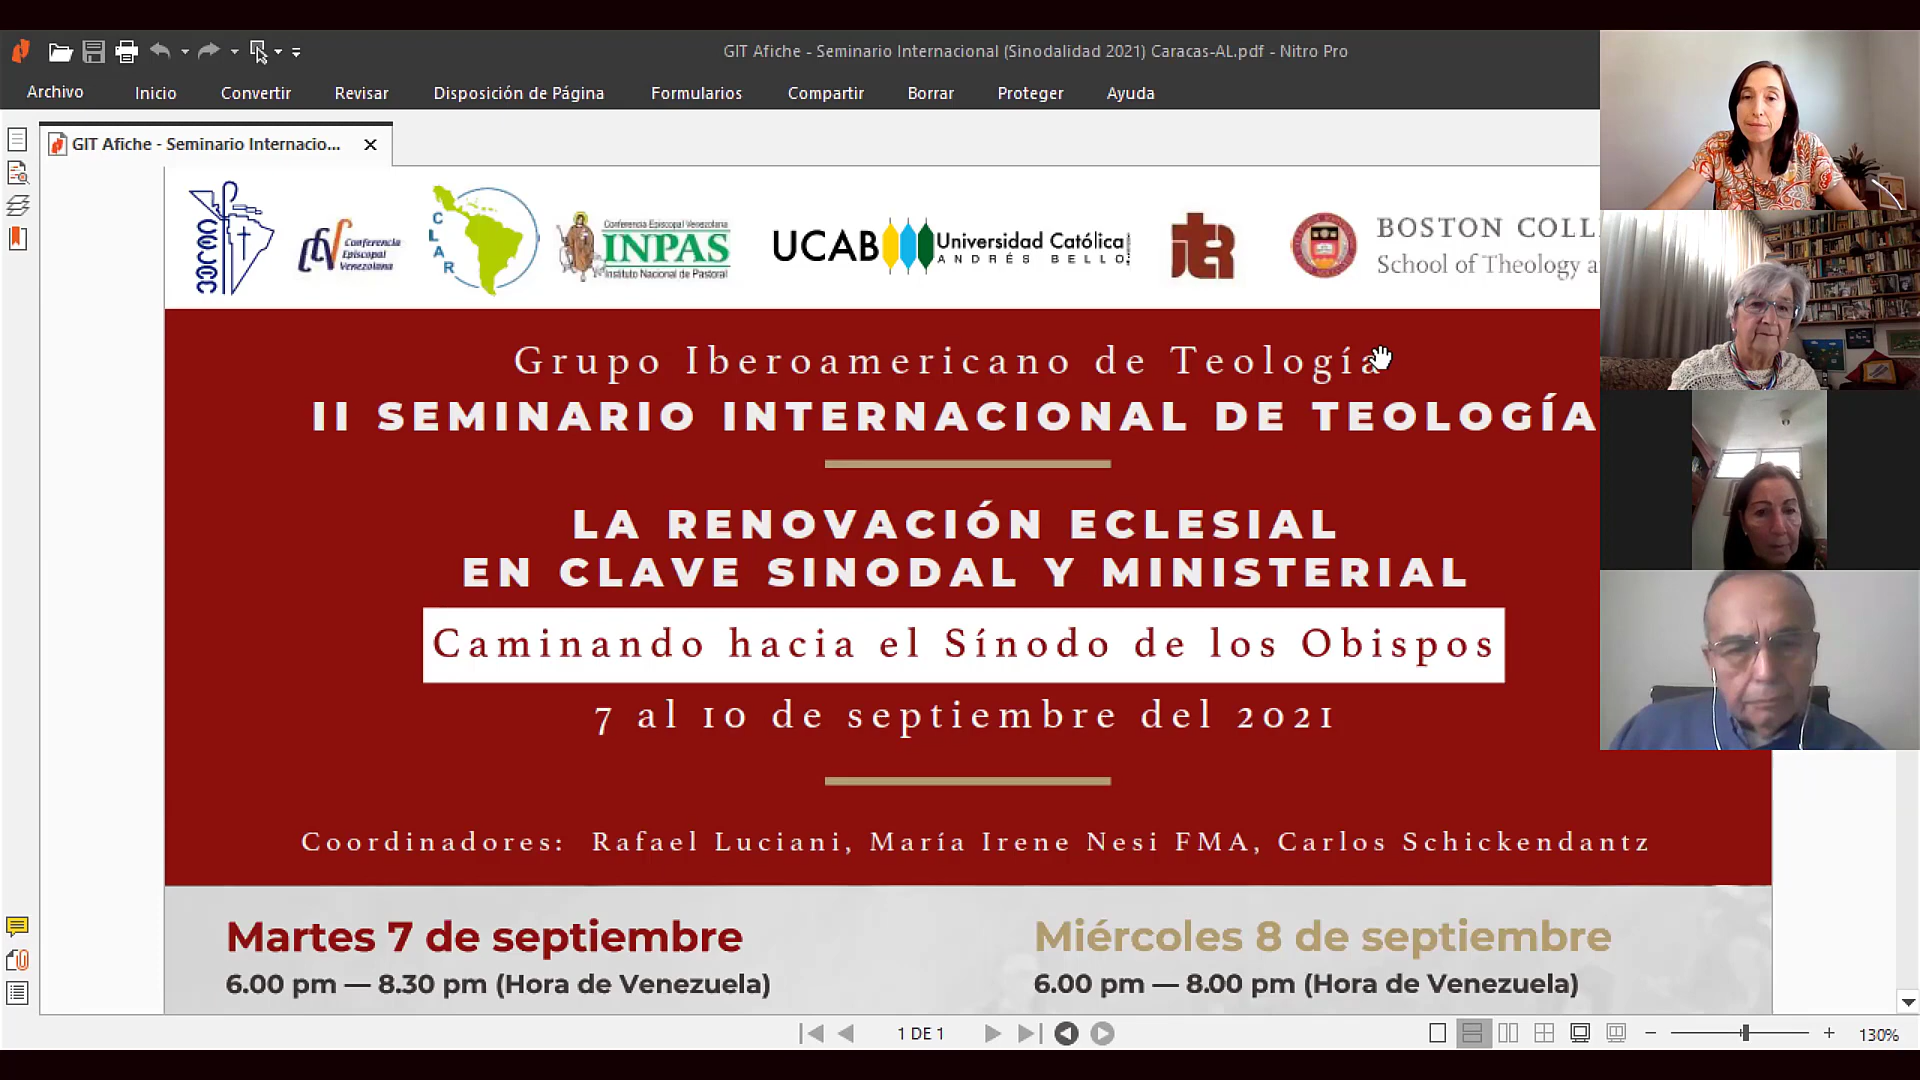 GIT Afiche - Seminario Internacional (Sinodalidad 2021) Caracas-AL.pdf - Nitro Pro
Archivo Inicio Convertir Revisar Disposición de Página Formularios Compartir Borrar Proteger Ayuda
GIT Afiche - Seminario Internacio...
Conferencia Episcopal Venezolana
CLAR
Conferencia Episcopal Venezolana
INPAS
Instituto Nacional de Pastoral
UCAB Universidad Católica
ANDRÉS BELLO
itr
BOSTON COLL
School of Theology a
Grupo Iberoamericano de Teología
II SEMINARIO INTERNACIONAL DE TEOLOGÍA
LA RENOVACIÓN ECLESIAL
EN CLAVE SINODAL Y MINISTERIAL
Caminando hacia el Sínodo de los Obispos
7 al 10 de septiembre del 2021
Coordinadores: Rafael Luciani, María Irene Nesi FMA, Carlos Schickendantz
Martes 7 de septiembre
6.00 pm — 8.30 pm (Hora de Venezuela)
Miércoles 8 de septiembre
6.00 pm — 8.00 pm (Hora de Venezuela)
1 DE 1
130%